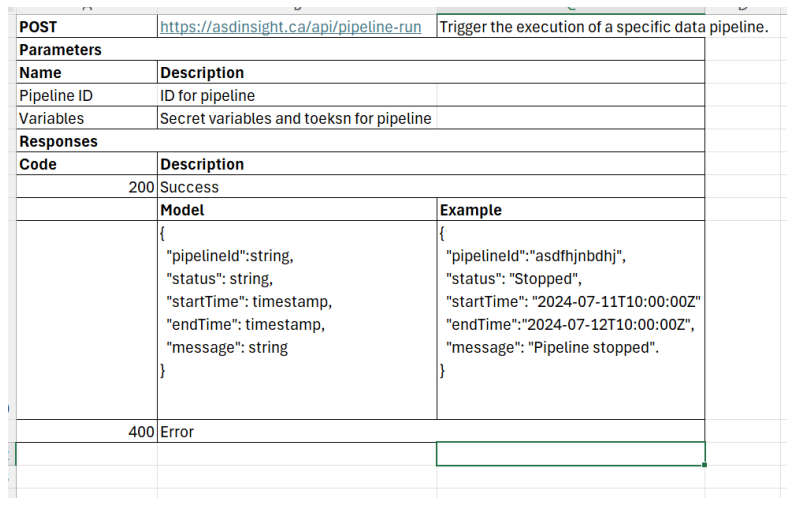 POST https://asdinsight.ca/api/pipeline-run Trigger the execution of a specific data pipeline.
Parameters
Name Description
Pipeline ID ID for pipeline
Variables Secret variables and toeksn for pipeline
Responses
Code Description
200 Success
Model Example
{ {
"pipelineId":string, "pipelineId":"asdfhjnbdhj",
"status": string, "status": "Stopped",
"startTime": timestamp, "startTime": "2024-07-11T10:00:00Z"
"endTime": timestamp, "endTime":"2024-07-12T10:00:00Z",
"message": string "message": "Pipeline stopped".
} }
400 Error